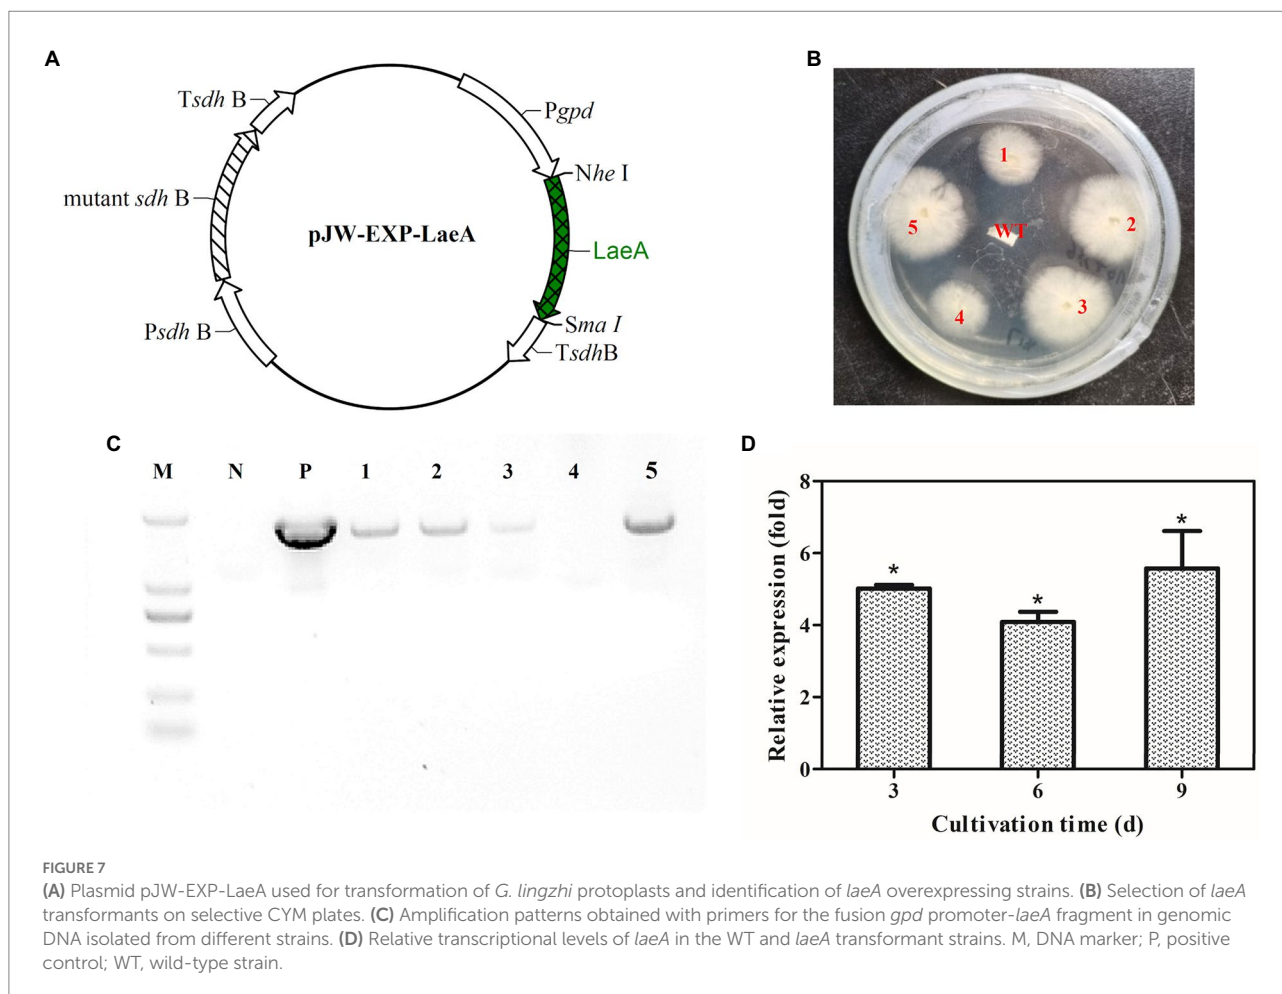 (A)
Tsdh B
Pgpd
Nhe I
mutant sdh B
pJW-EXP-LaeA
LaeA
Psdh B
Sma I
TsdhB
(B)
1
5
WT
2
4
3
(C)
M N P 1 2 3 4 5
(D)
Relative expression (fold)
8
6
4
2
0
* * *
3 6 9
Cultivation time (d)
FIGURE 7
(A) Plasmid pJW-EXP-LaeA used for transformation of G. lingzhi protoplasts and identification of laeA overexpressing strains. (B) Selection of laeA
transformants on selective CYM plates. (C) Amplification patterns obtained with primers for the fusion gpd promoter-laeA fragment in genomic
DNA isolated from different strains. (D) Relative transcriptional levels of laeA in the WT and laeA transformant strains. M, DNA marker; P, positive
control; WT, wild-type strain.